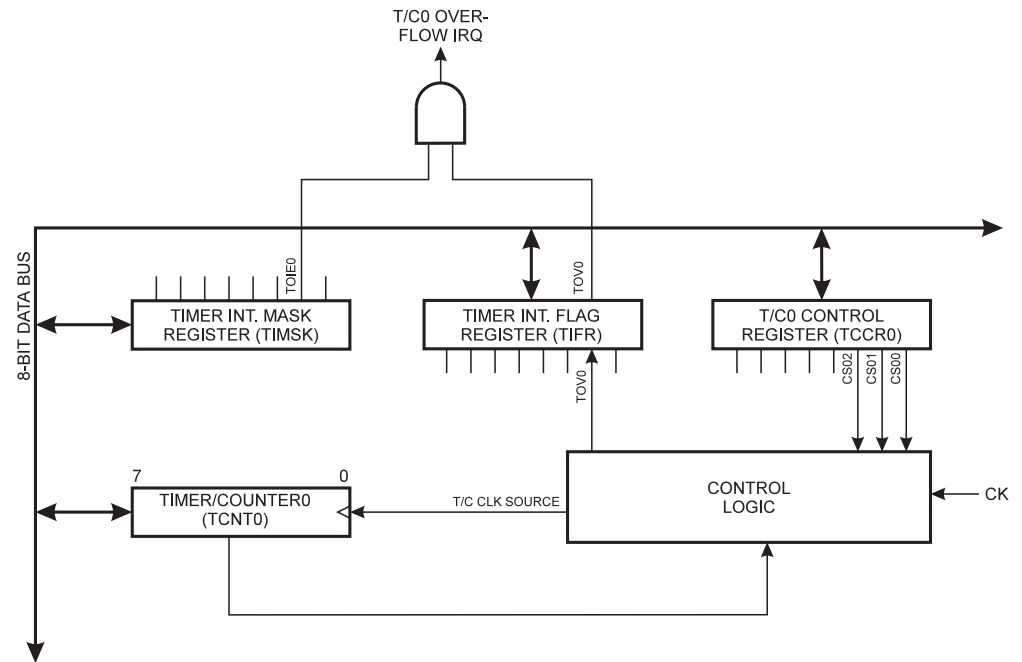 T/C0 OVER-
FLOW IRQ
8-BIT DATA BUS
TOIE0
TOV0
TIMER INT. MASK
REGISTER (TIMSK)
TIMER INT. FLAG
REGISTER (TIFR)
T/C0 CONTROL
REGISTER (TCCR0)
TOV0
CS02
CS01
CS00
7
0
TIMER/COUNTER0
(TCNT0)
T/C CLK SOURCE
CONTROL
LOGIC
CK